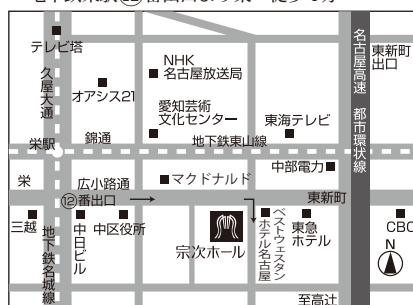 地下鉄栄駅⑫番出口より東へ徒歩5分
テレビ塔
久屋大通
オアシス21
NHK
名古屋放送局
愛知芸術
文化センター
東海テレビ
名古屋高速 都市環状線
東新町
出口
栄駅
錦通
地下鉄東山線
中部電力
栄
広小路通
マクドナルド
東新町
⑫番出口
三越
地下鉄名城線
中日
ビル
中区役所
宗次ホール
ベストウェスタン
ホテル名古屋
東急
ホテル
CBC
N
至高辻